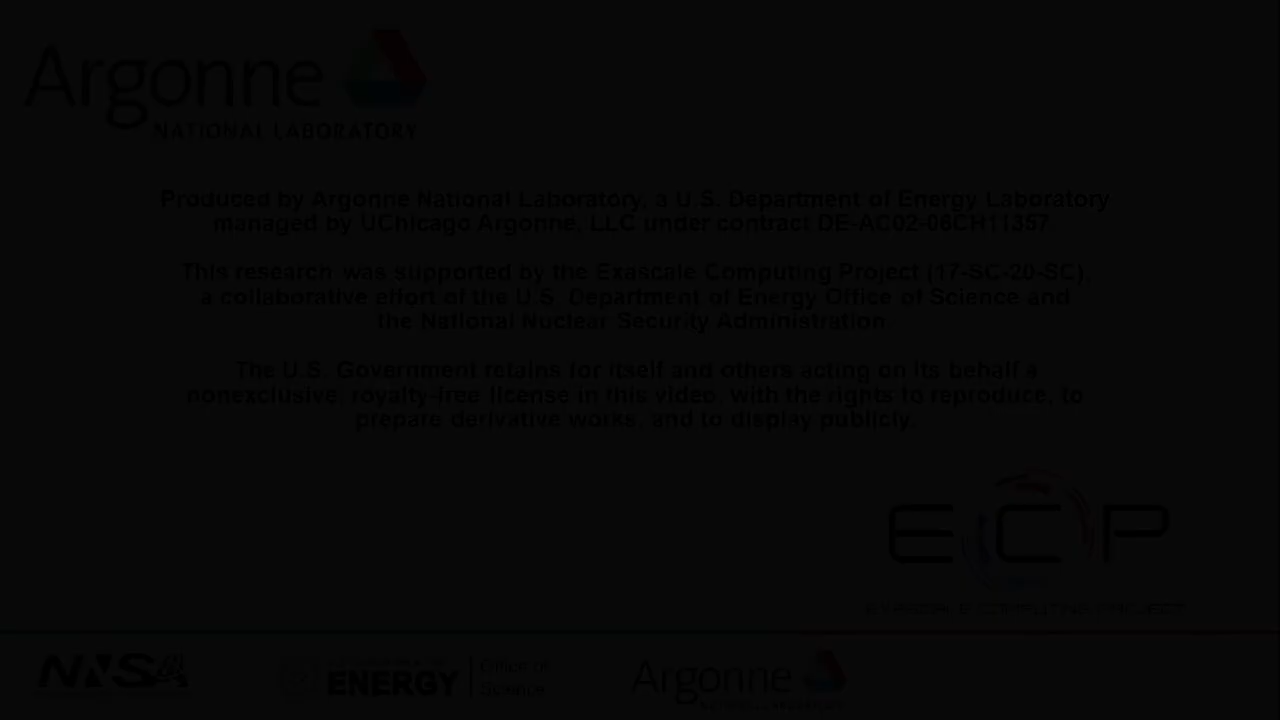 Argonne
NATIONAL LABORATORY
Produced by Argonne National Laboratory, a U.S. Department of Energy Laboratory
managed by UChicago Argonne, LLC under contract DE-AC02-06CH11357.
This research was supported by the Exascale Computing Project (17-SC-20-SC),
a collaborative effort of the U.S. Department of Energy Office of Science and
the National Nuclear Security Administration.
The U.S. Government retains for itself and others acting on its behalf a
nonexclusive, royalty-free license in this video, with the rights to reproduce, to
prepare derivative works, and to display publicly.
ECP
EXASCALE COMPUTING PROJECT
NNSA
ENERGY
Office of
Science
Argonne
NATIONAL LABORATORY